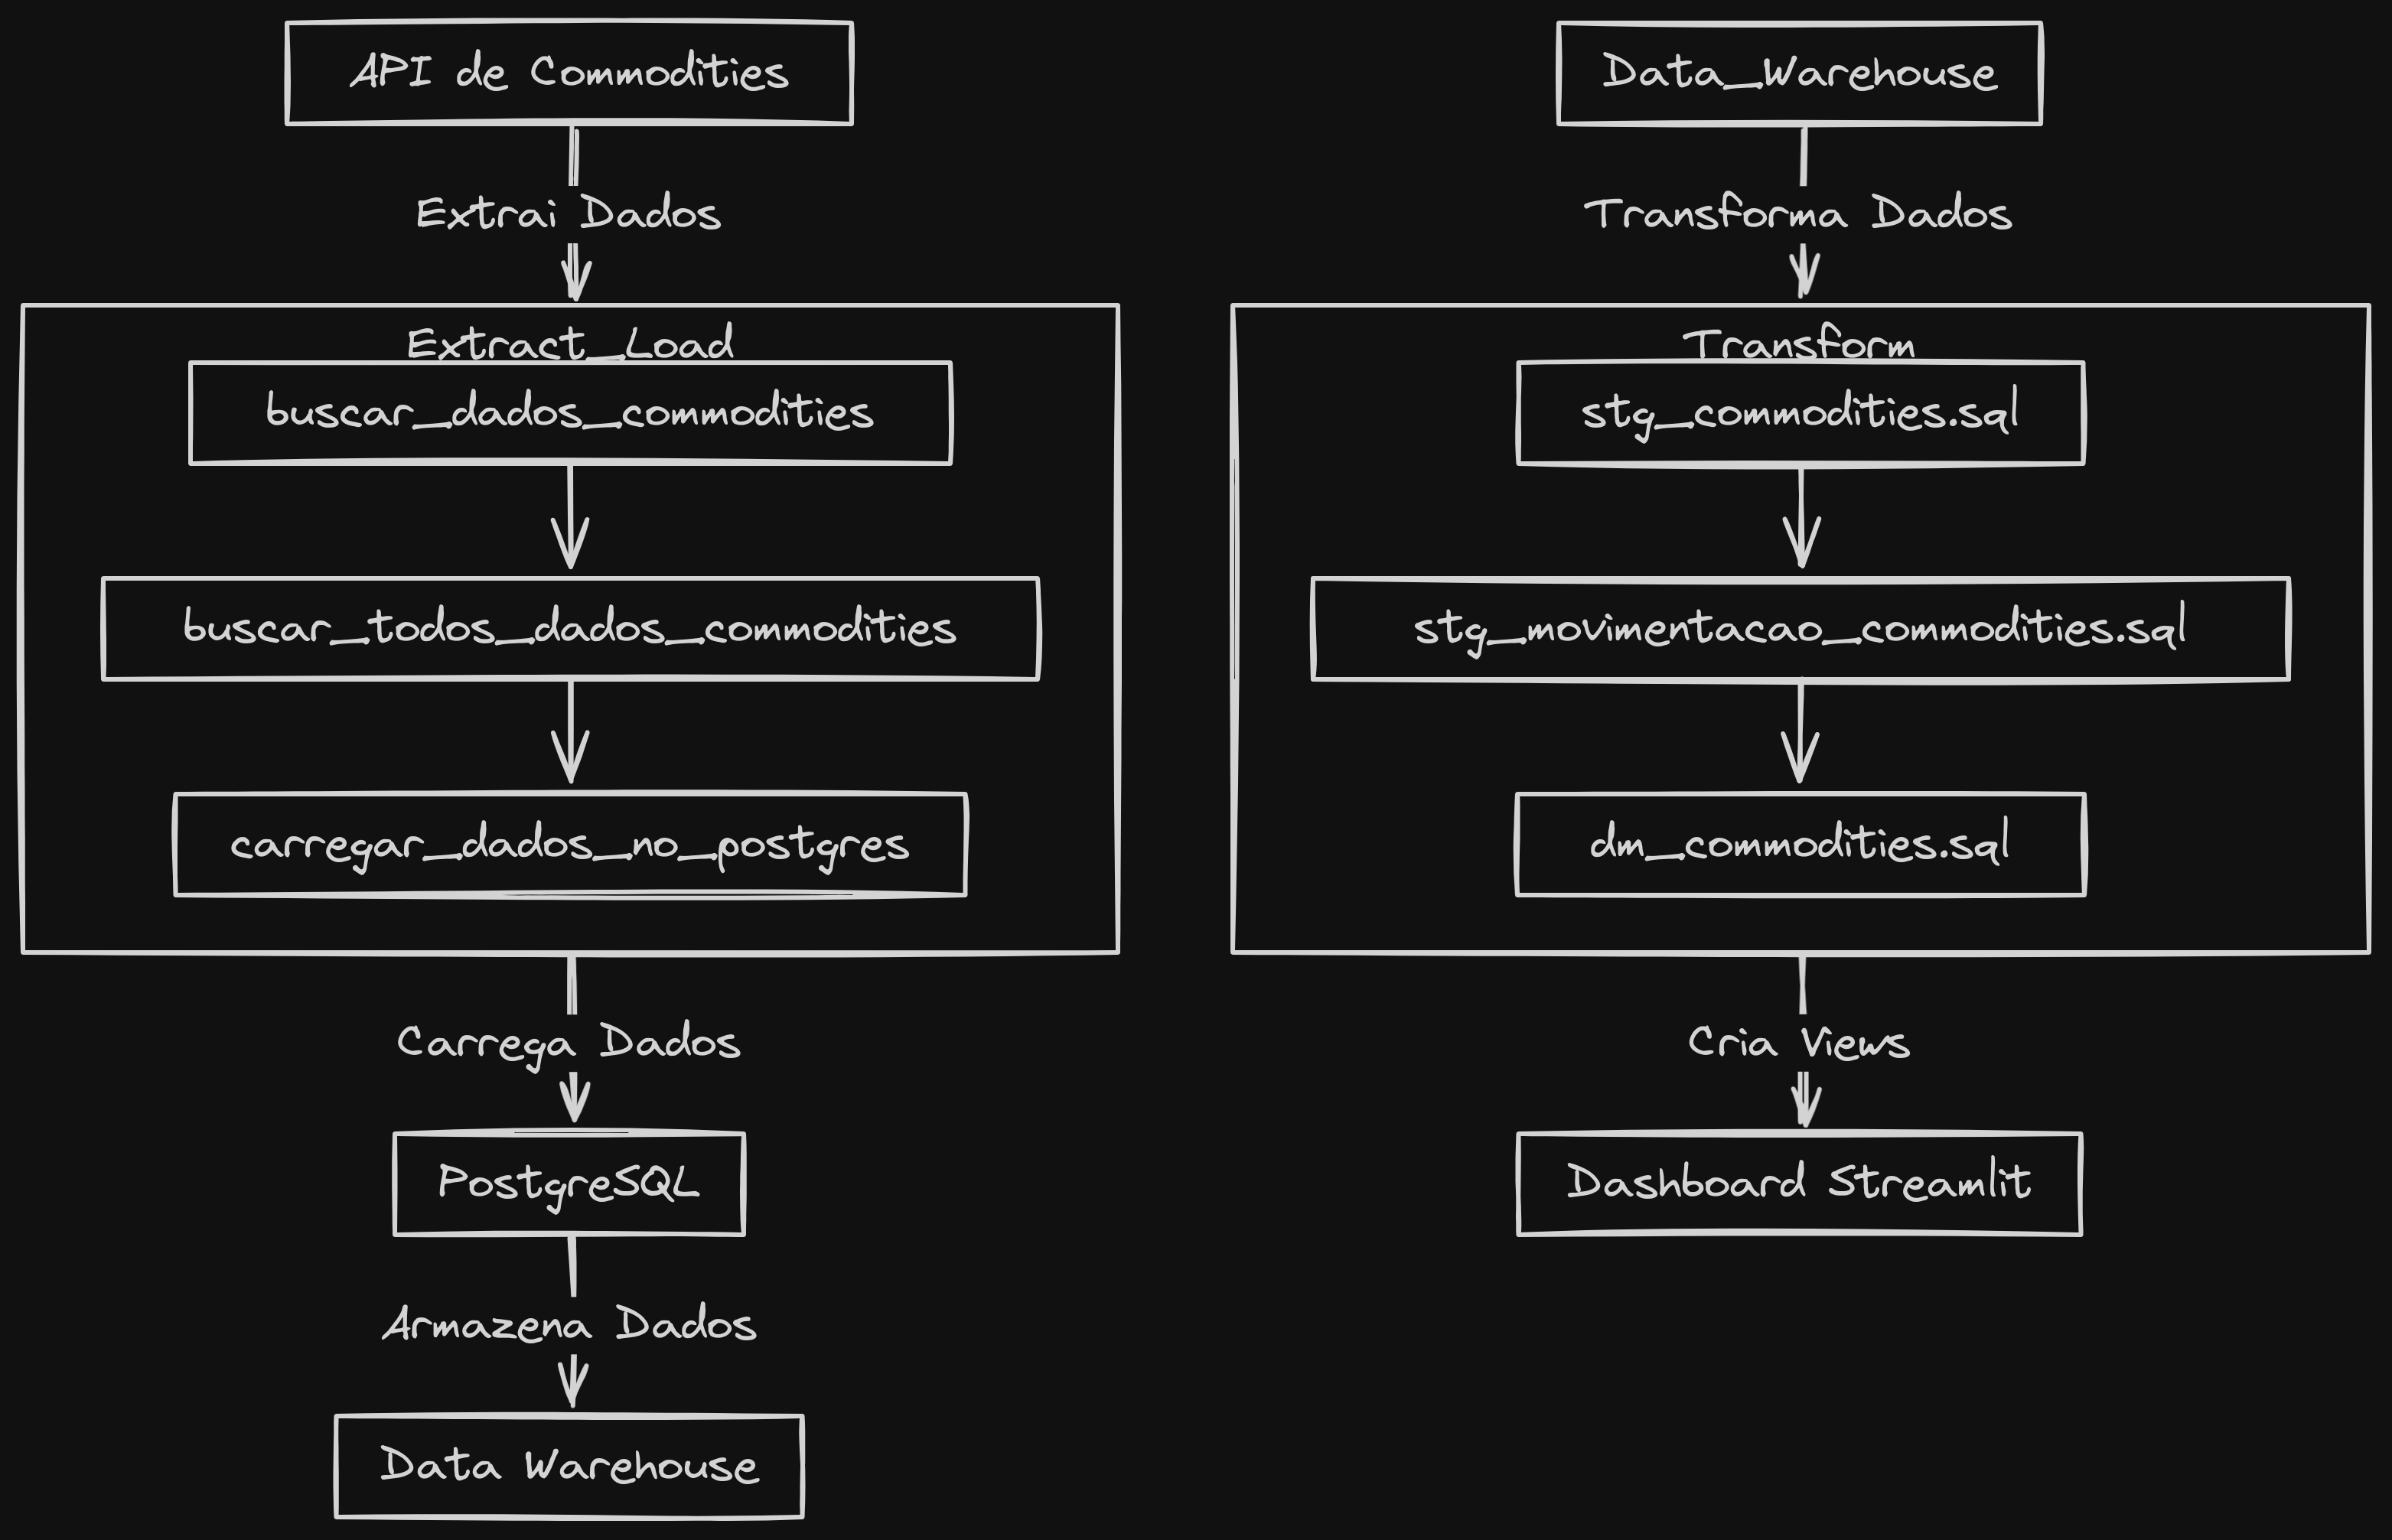 API de Commodities
Extrai Dados
Extract_Load
buscar_dados_commodities
buscar_todos_dados_commodities
carregar_dados_no_postgres
Carrega Dados
PostgreSQL
Armazena Dados
Data Warehouse
Data_Warehouse
Transforma Dados
Transform
stg_commodities.sql
stg_movimentacao_commodities.sql
dm_commodities.sql
Cria Views
Dashboard Streamlit